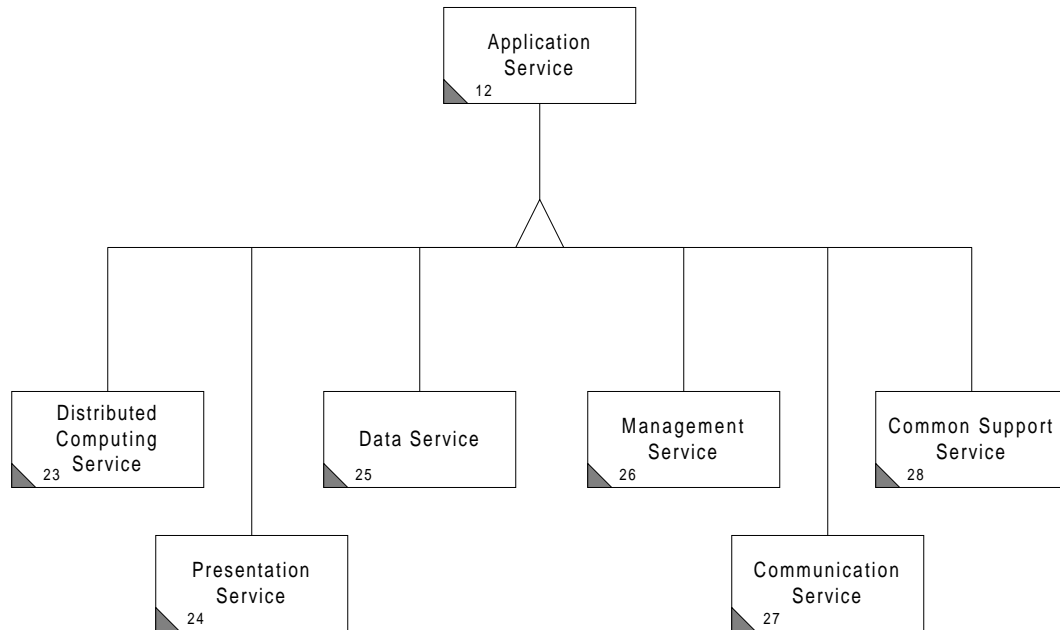 Application
Service
12
Distributed
Computing
Service
23
Data Service
25
Management
Service
26
Common Support
Service
28
Presentation
Service
24
Communication
Service
27